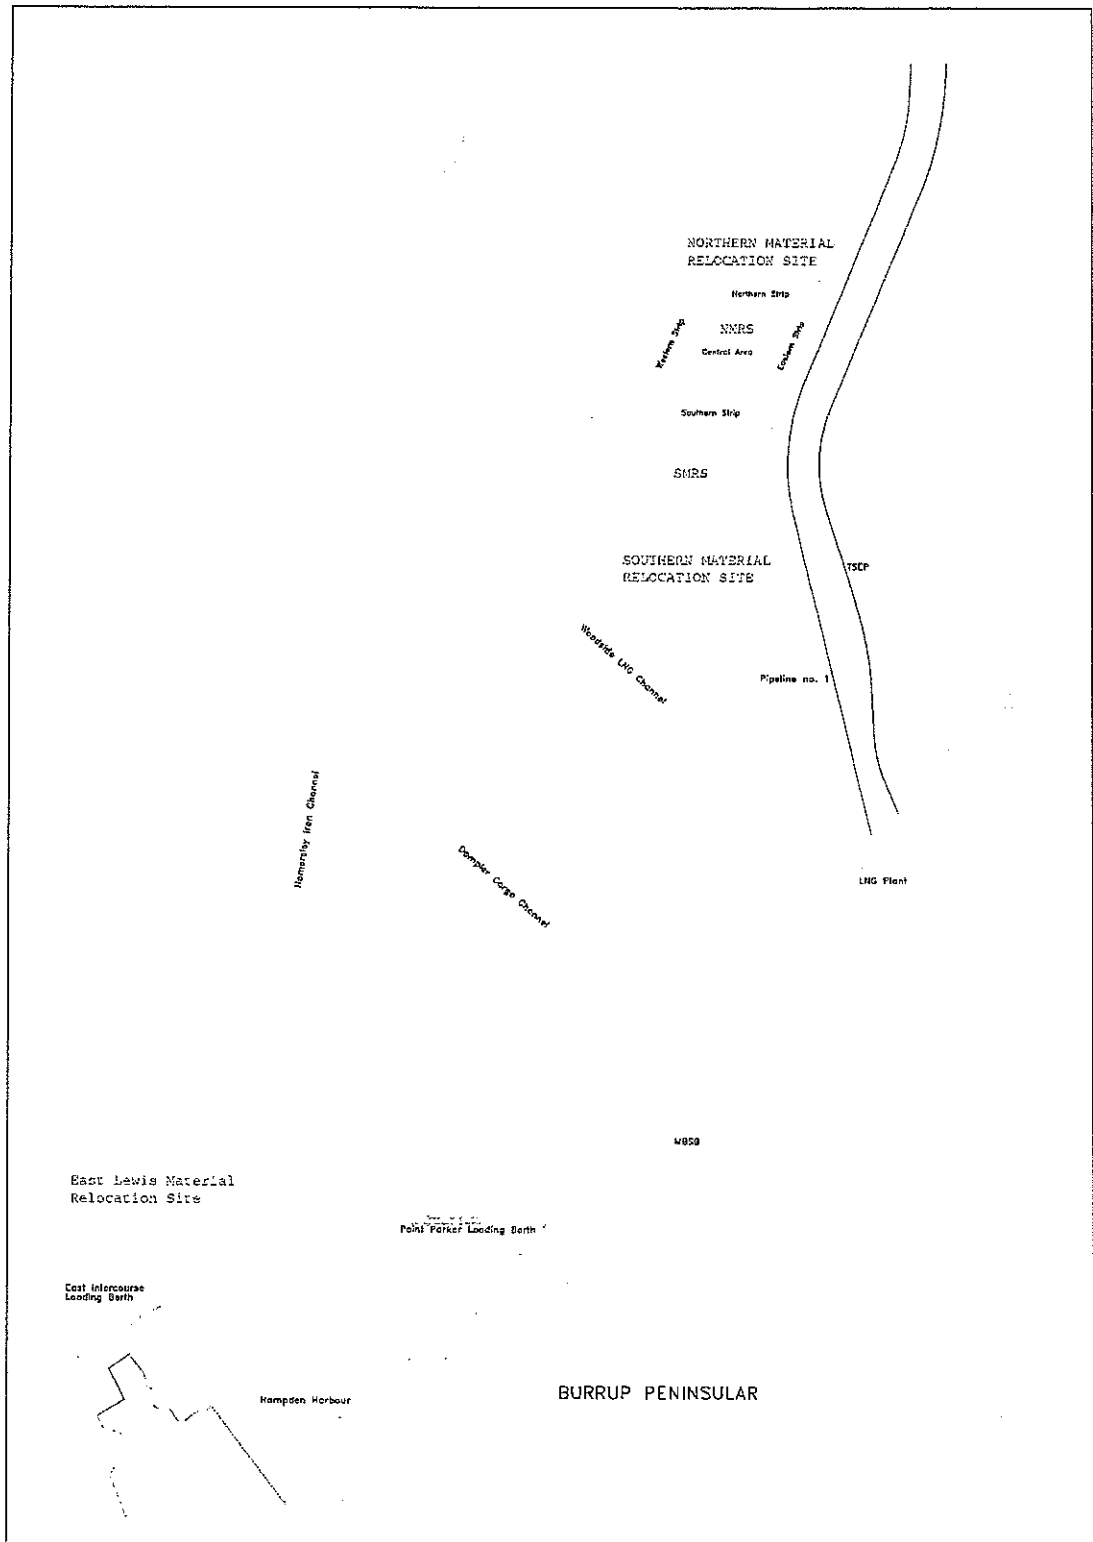 NORTHERN MATERIAL
RELOCATION SITE
Northern Strip
Western Strip
NMRS
Eastern Strip
Central Area
Southern Strip
SMRS
SOUTHERN MATERIAL
RELOCATION SITE
TSEP
Woodside LNG Channel
Pipeline no. 1
Hamersley Iron Channel
Dampier Cargo Channel
LNG Plant
East Lewis Material
Relocation Site
Point Parker Loading Berth
East Intercourse
Loading Berth
Hampden Harbour
BURRUP PENINSULAR